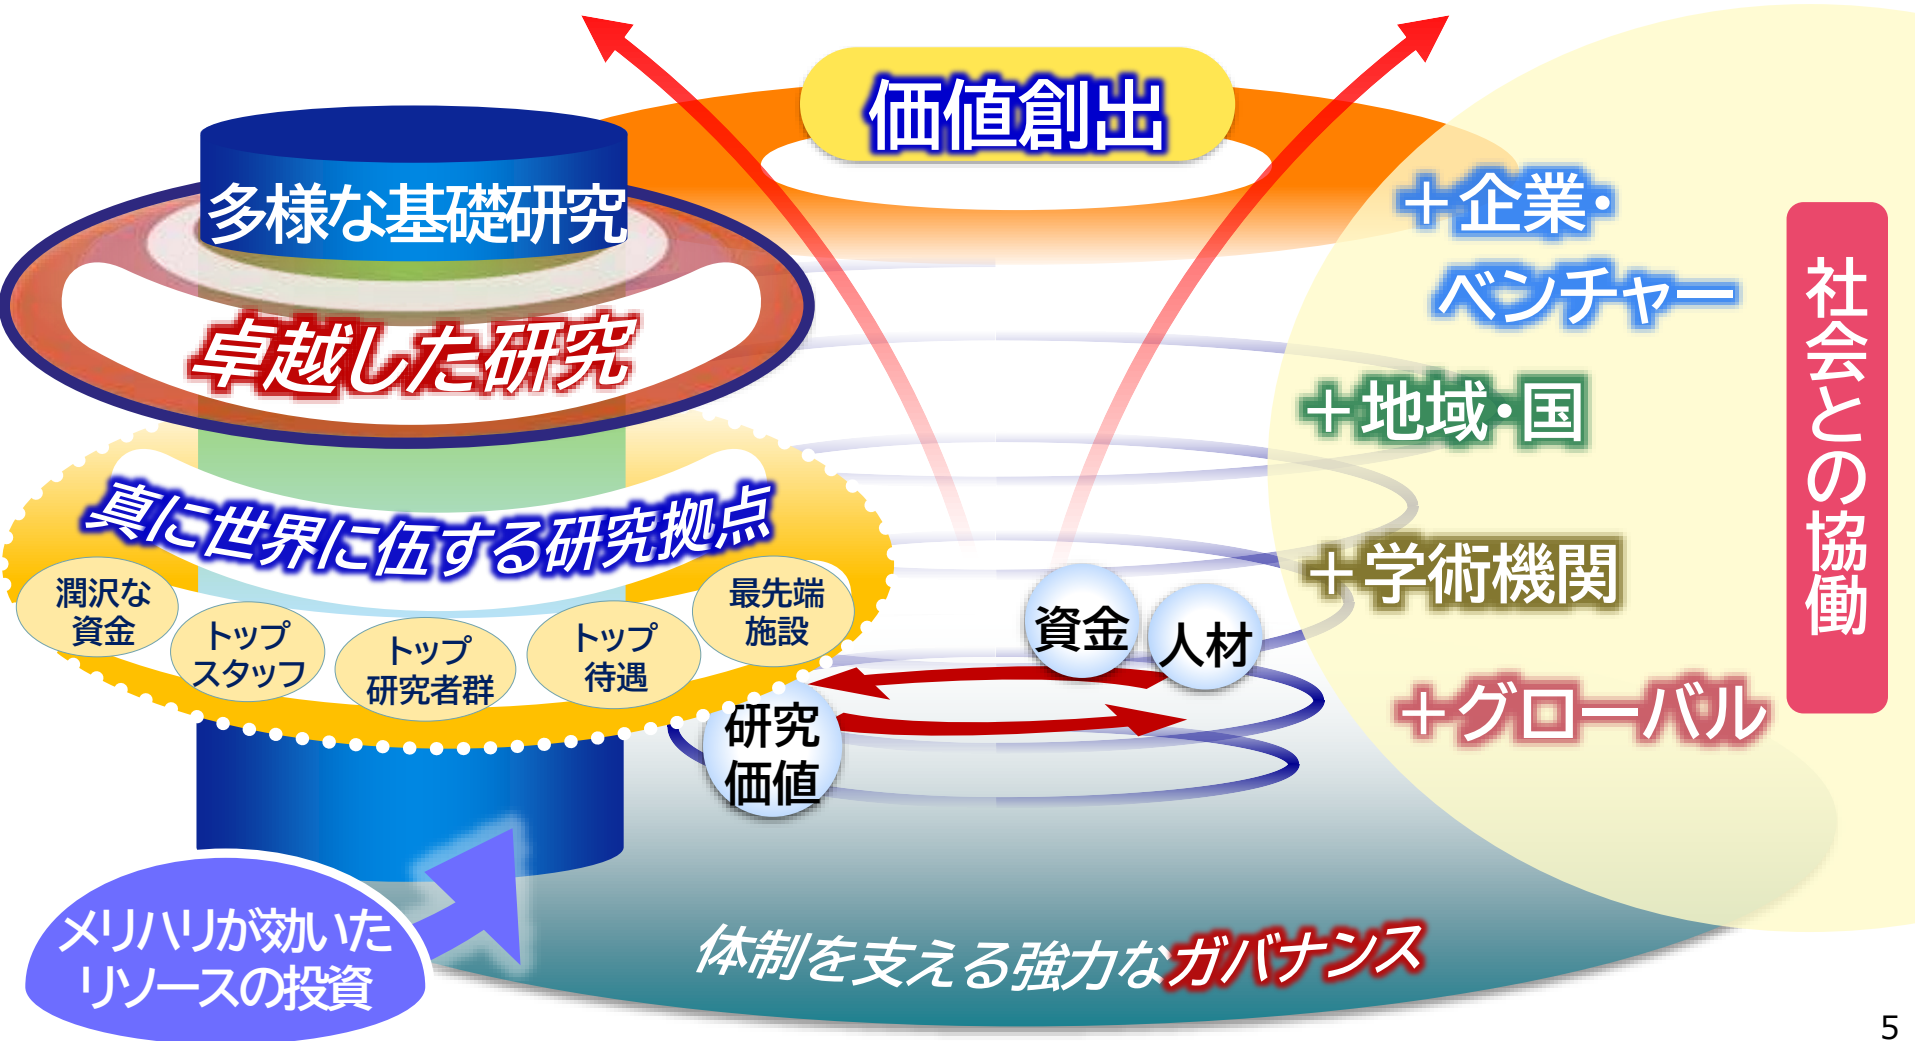 価値創出
多様な基礎研究
卓越した研究
真に世界に伍する研究拠点
潤沢な
資金
トップ
スタッフ
トップ
研究者群
トップ
待遇
最先端
施設
研究
価値
資金
人材
＋企業・
ベンチャー
＋地域・国
＋学術機関
＋グローバル
社会との協働
メリハリが効いた
リソースの投資
体制を支える強力なガバナンス
5